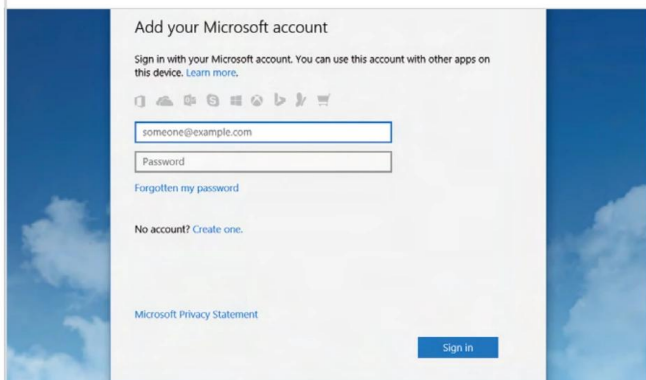 Add your Microsoft account
Sign in with your Microsoft account. You can use this account with other apps on
this device. Learn more.
someone@example.com
Password
Forgotten my password
No account? Create one.
Microsoft Privacy Statement
Sign in